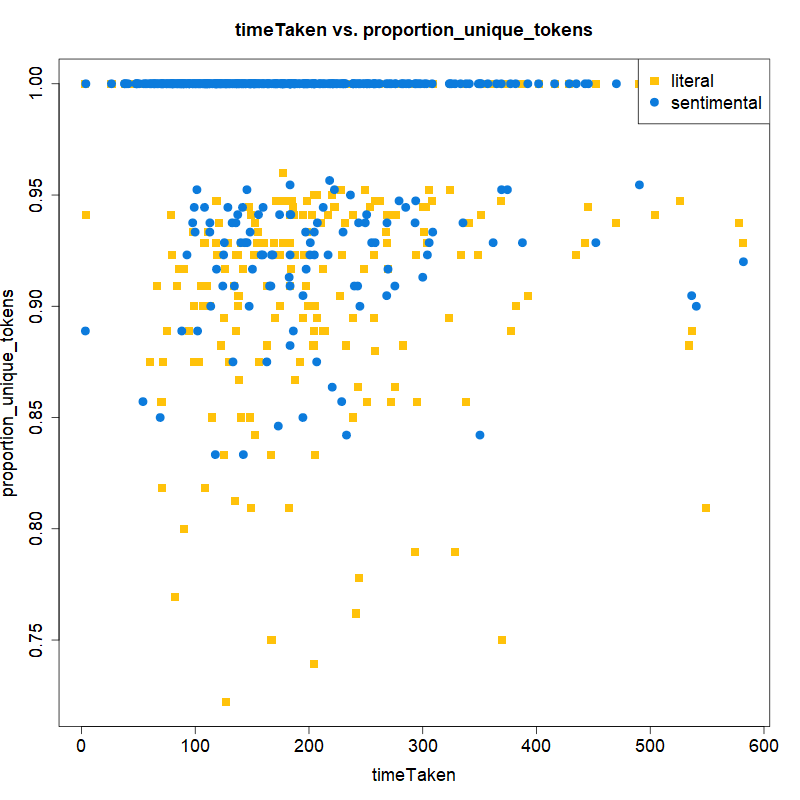 timeTaken vs. proportion_unique_tokens
literal
sentimental
proportion_unique_tokens
1.00
0.95
0.90
0.85
0.80
0.75
0 100 200 300 400 500 600
timeTaken